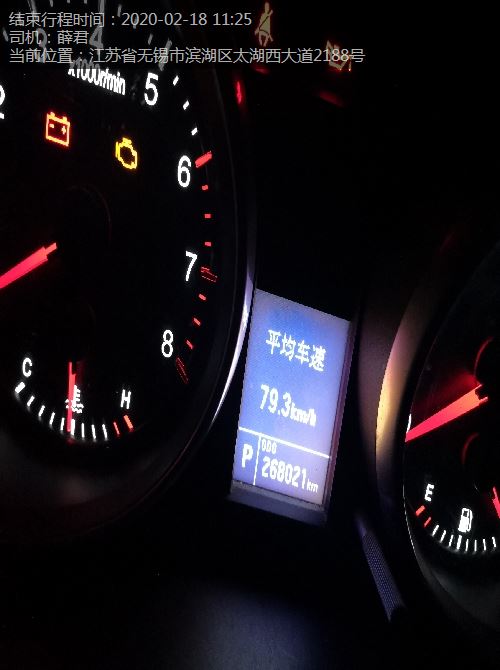 结束行程时间：2020-02-18 11:25
司机：薛君
当前位置：江苏省无锡市滨湖区太湖西大道2188号
x1000r/min
5
6
7
8
C
H
平均车速
79.3km/h
P
ODO
268021km
E